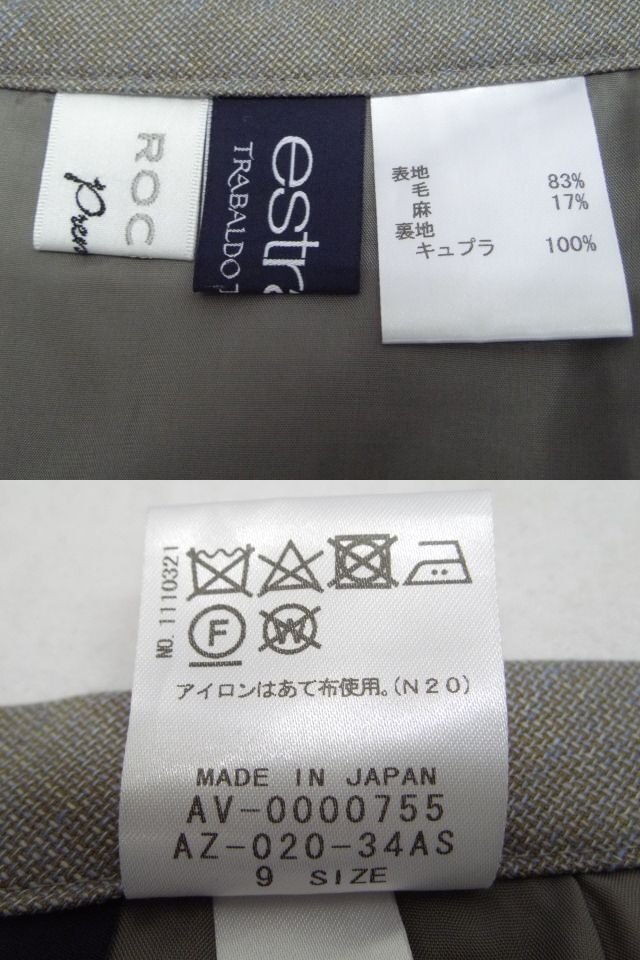 ROC
Prem
estra
TRABALDO T
表地
毛 83%
麻 17%
裏地
キュプラ 100%
NO. 1110321
F
W
アイロンはあて布使用。(N20)
MADE IN JAPAN
AV-0000755
AZ-020-34AS
9 SIZE